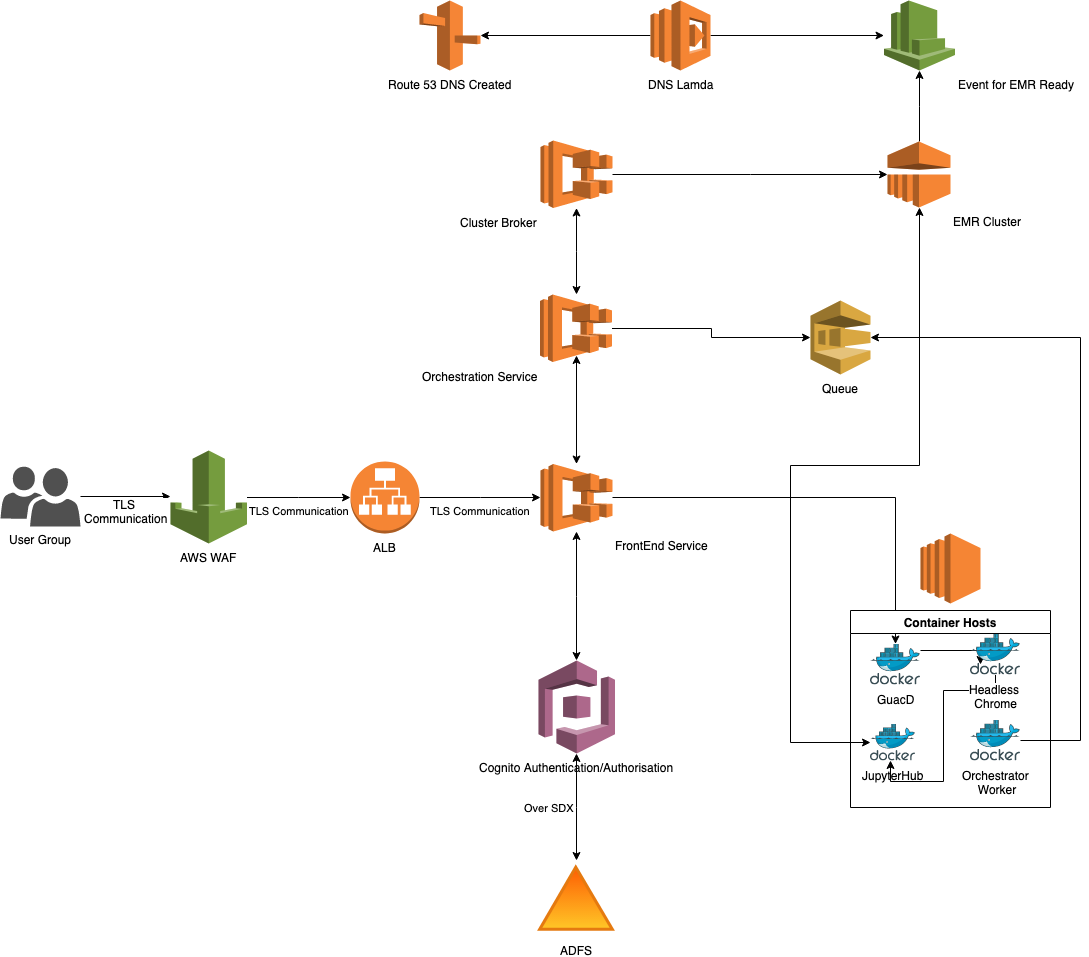 Route 53 DNS Created
DNS Lamda
Event for EMR Ready
Cluster Broker
EMR Cluster
Orchestration Service
Queue
User Group
TLS
Communication
AWS WAF
TLS Communication
ALB
TLS Communication
FrontEnd Service
Container Hosts
docker
GuacD
docker
Headless
Chrome
docker
JupyterHub
docker
Orchestrator
Worker
Cognito Authentication/Authorisation
Over SDX
ADFS